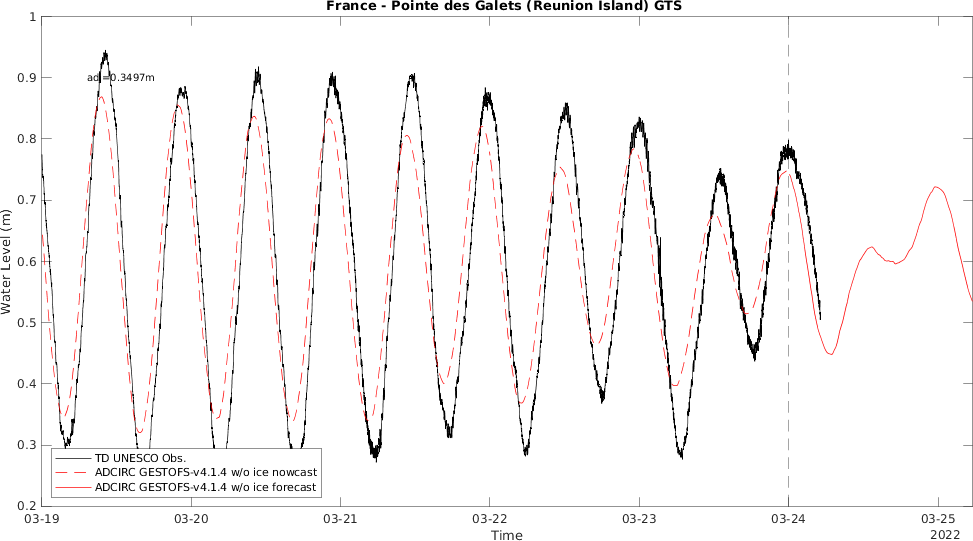 France - Pointe des Galets (Reunion Island) GTS
1
0.9
0.8
0.7
0.6
0.5
0.4
0.3
0.2
Water Level (m)
adj=0.3497m
TD UNESCO Obs.
ADCIRC GESTOFS-v4.1.4 w/o ice nowcast
ADCIRC GESTOFS-v4.1.4 w/o ice forecast
03-19
03-20
03-21
03-22
03-23
03-24
03-25
Time
2022